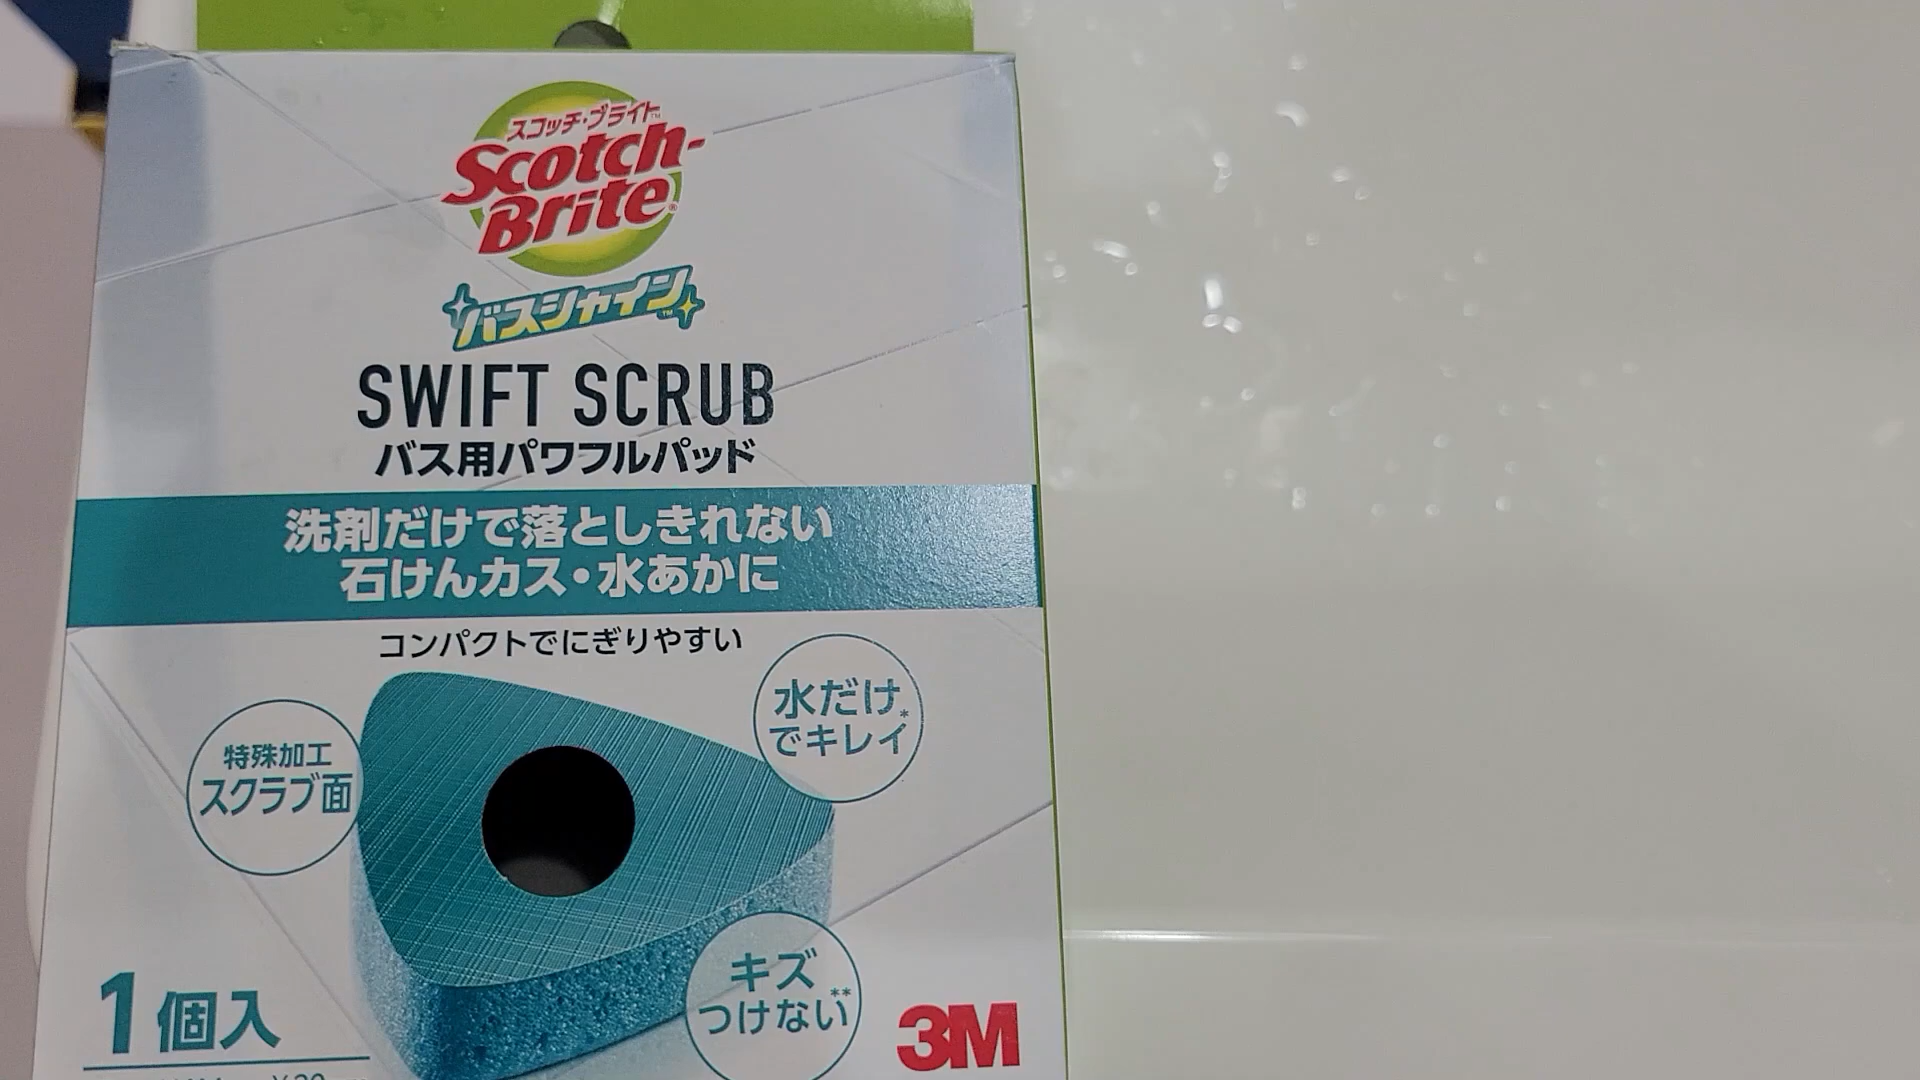 スコッチ・ブライト™
Scotch-
Brite®
バスシャイン™
SWIFT SCRUB
バス用パワフルパッド
洗剤だけで落としきれない
石けんカス・水あかに
コンパクトでにぎりやすい
水だけ*
でキレイ
特殊加工
スクラブ面
キズ
つけない**
1個入
3M